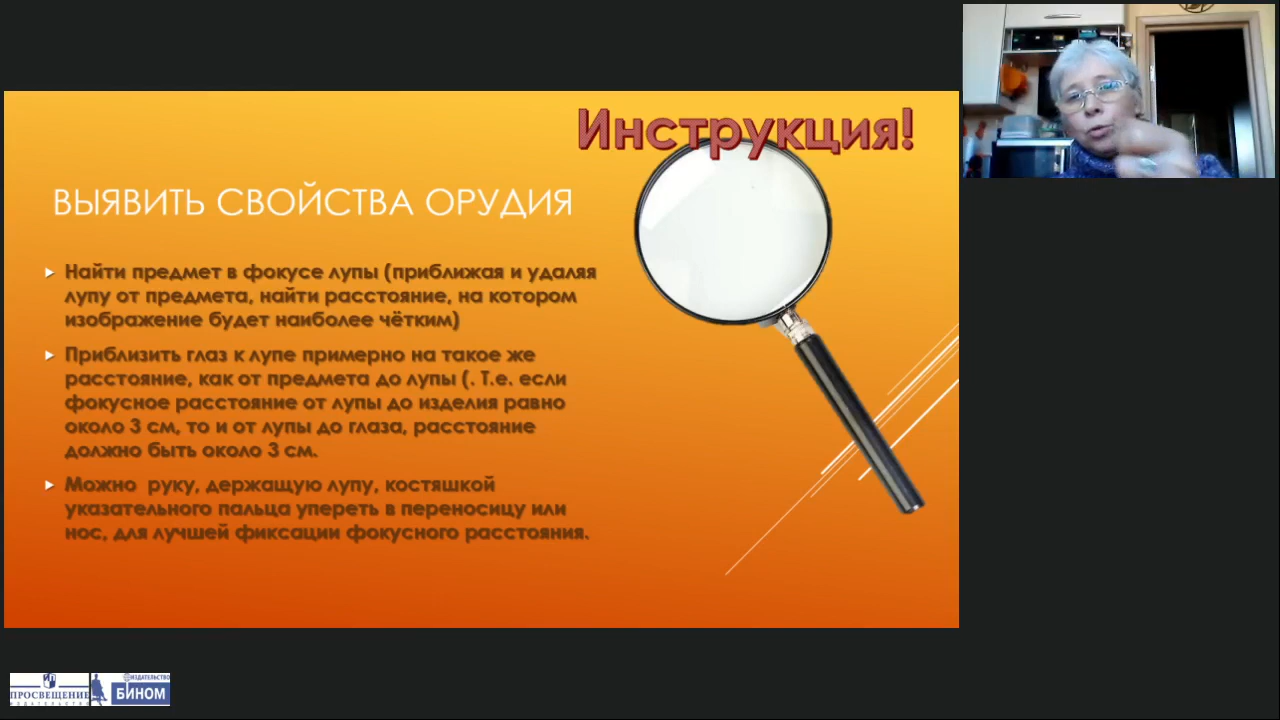 Инструкция!
ВЫЯВИТЬ СВОЙСТВА ОРУДИЯ
Найти предмет в фокусе лупы (приближая и удаляя
лупу от предмета, найти расстояние, на котором
изображение будет наиболее чётким)
Приблизить глаз к лупе примерно на такое же
расстояние, как от предмета до лупы (. Т.е. если
фокусное расстояние от лупы до изделия равно
около 3 см, то и от лупы до глаза, расстояние
должно быть около 3 см.
Можно руку, держащую лупу, костяшкой
указательного пальца упереть в переносицу или
нос, для лучшей фиксации фокусного расстояния.
ПРОСВЕЩЕНИЕ
ИЗДАТЕЛЬСТВО
ИЗДАТЕЛЬСТВО
БИНОМ